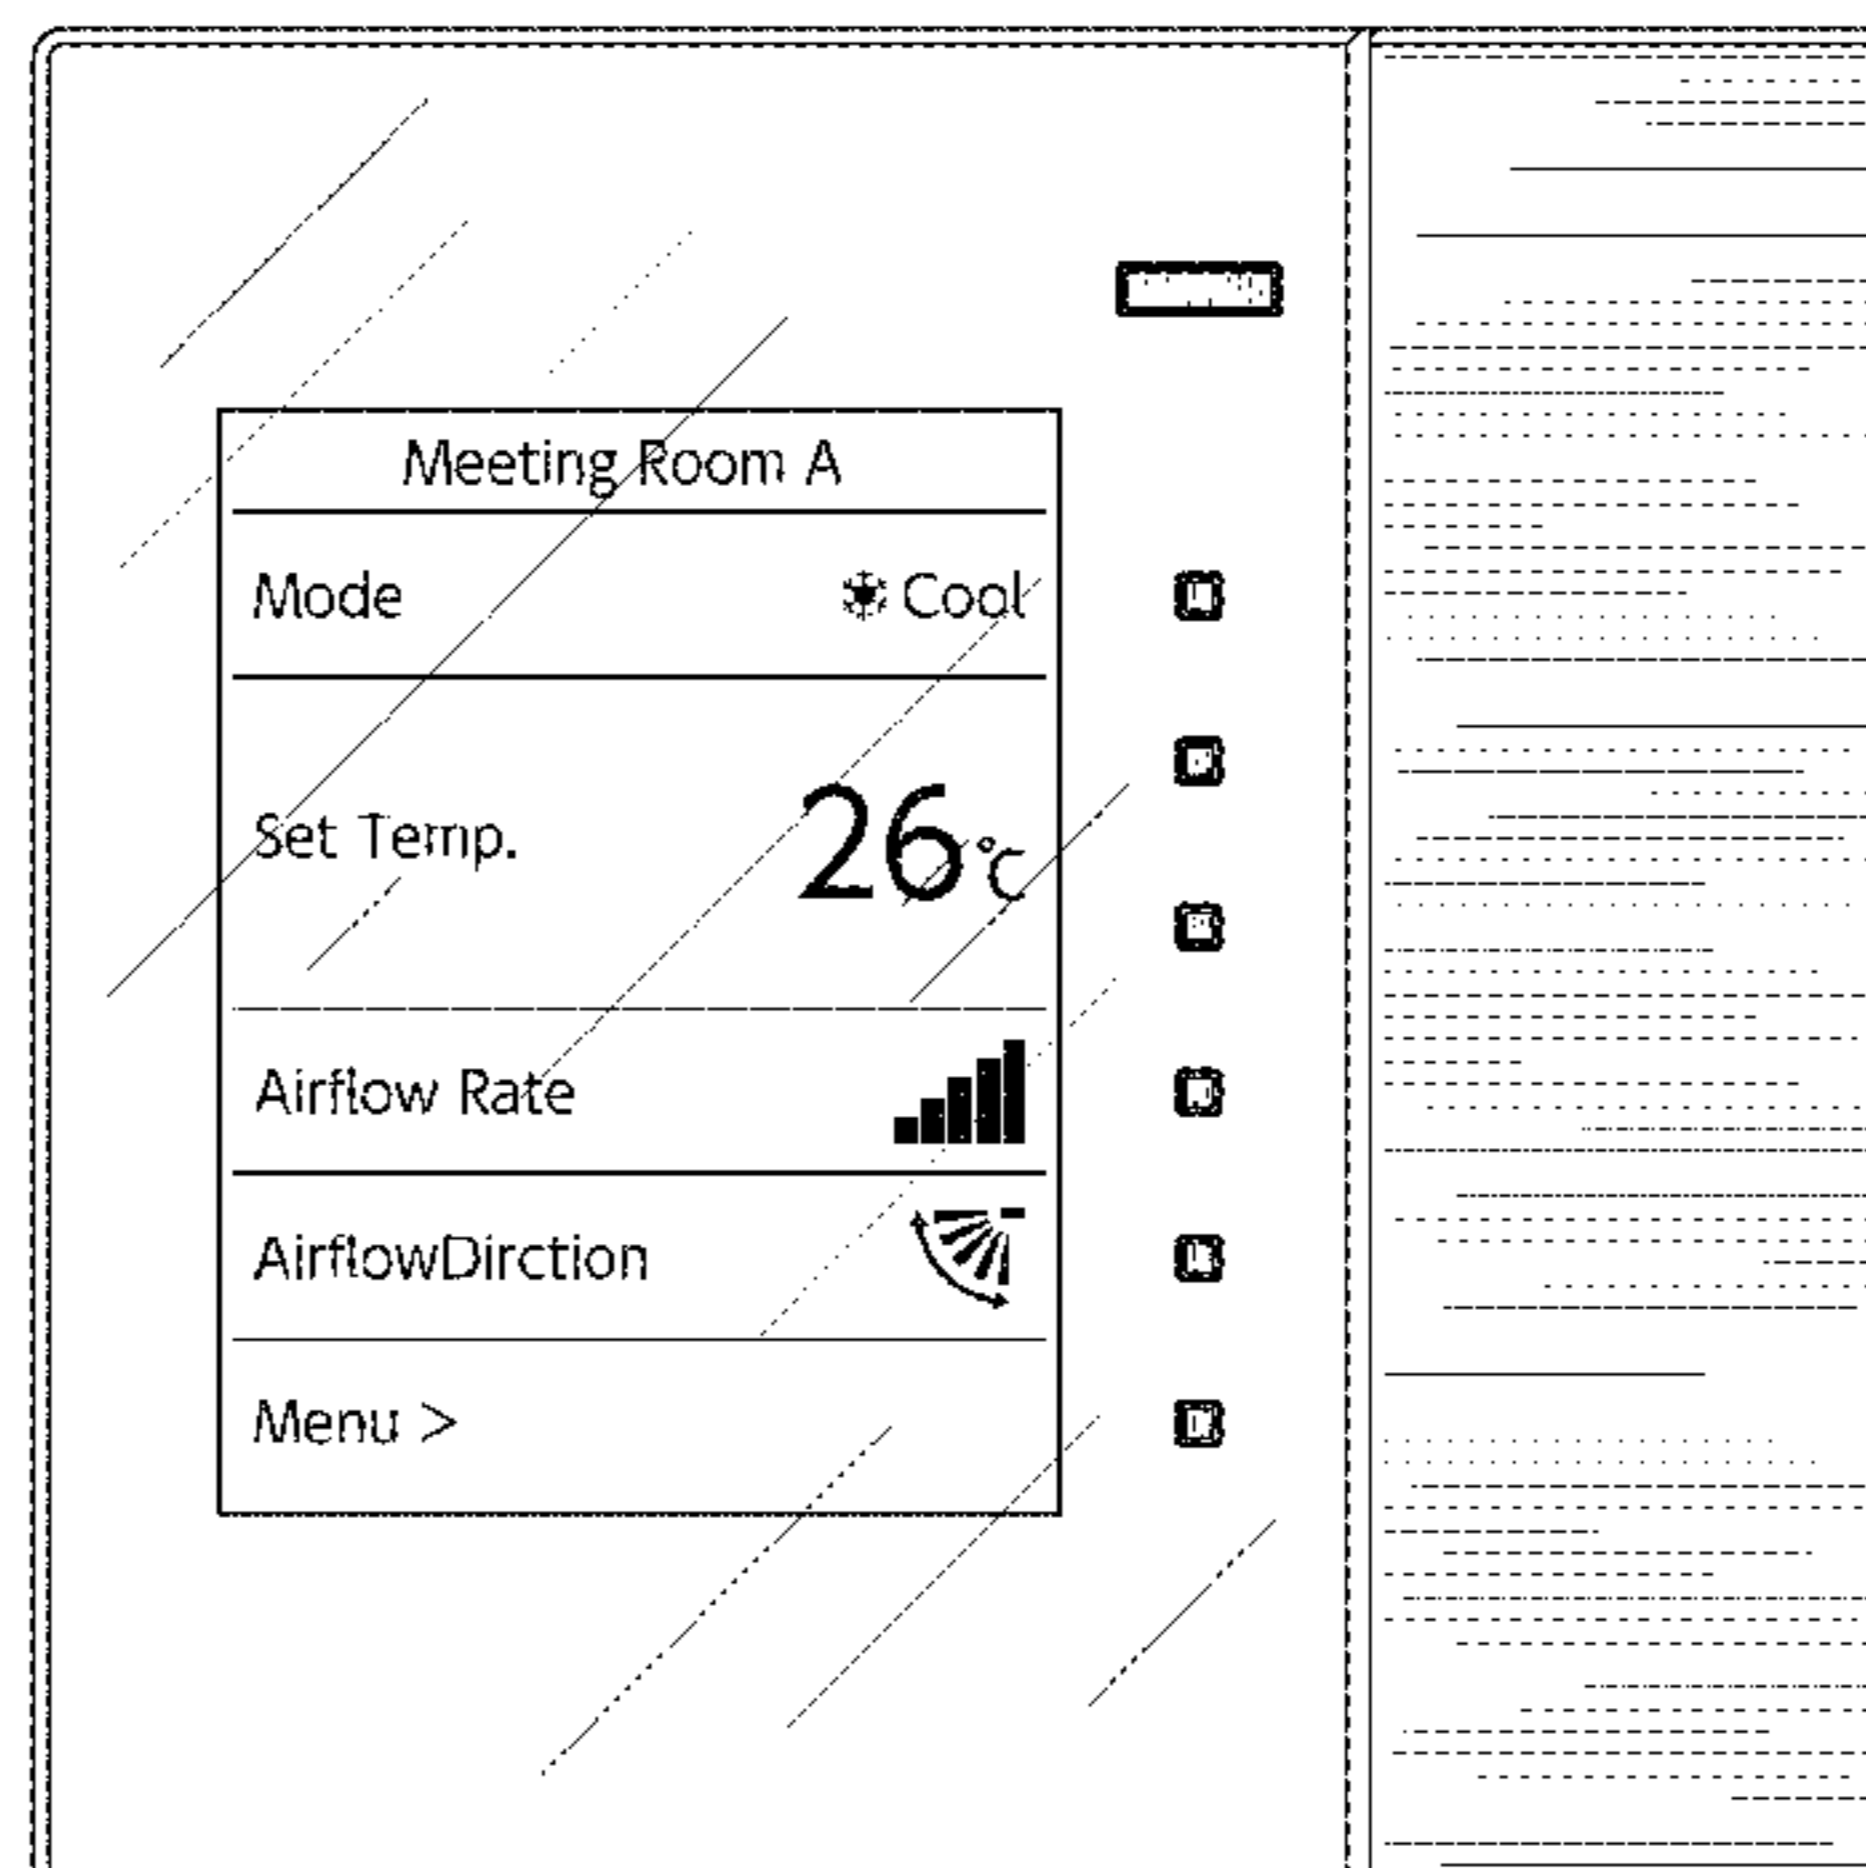 Meeting Room A
Mode Cool
Set Temp. 26℃
Airflow Rate
AirflowDirction
Menu >